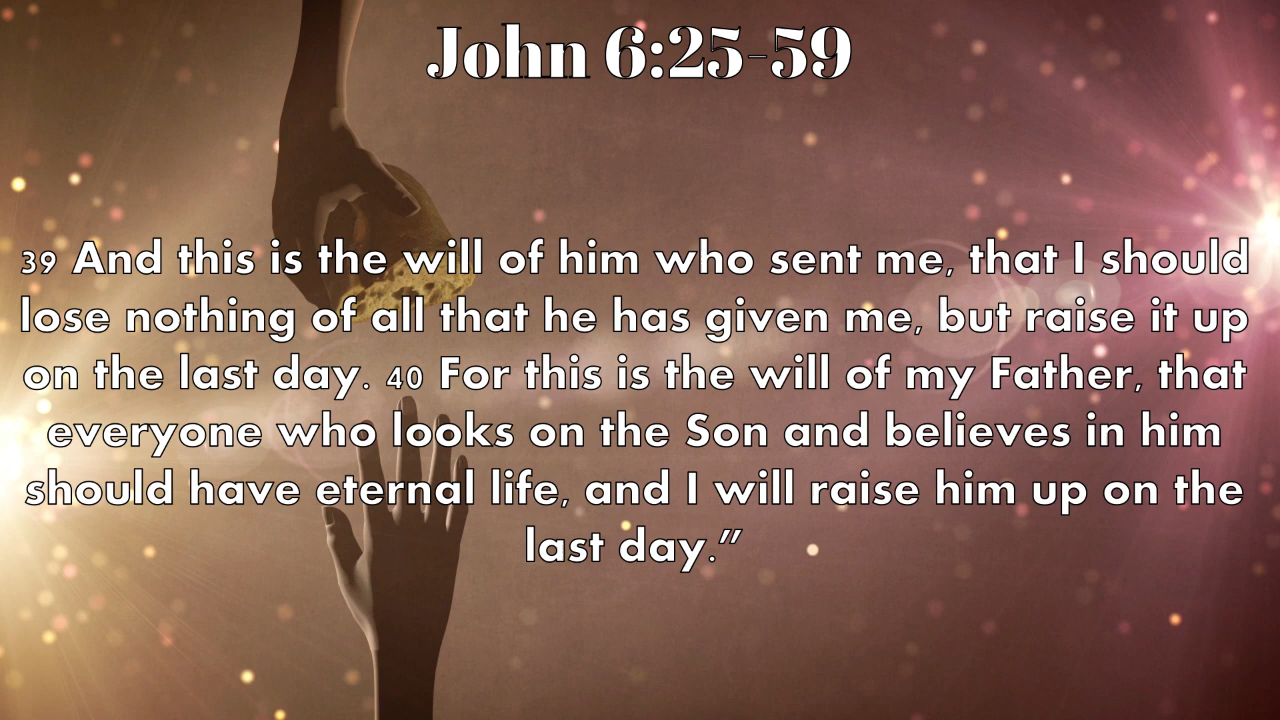 John 6:25-59
39 And this is the will of him who sent me, that I should
lose nothing of all that he has given me, but raise it up
on the last day. 40 For this is the will of my Father, that
everyone who looks on the Son and believes in him
should have eternal life, and I will raise him up on the
last day.”